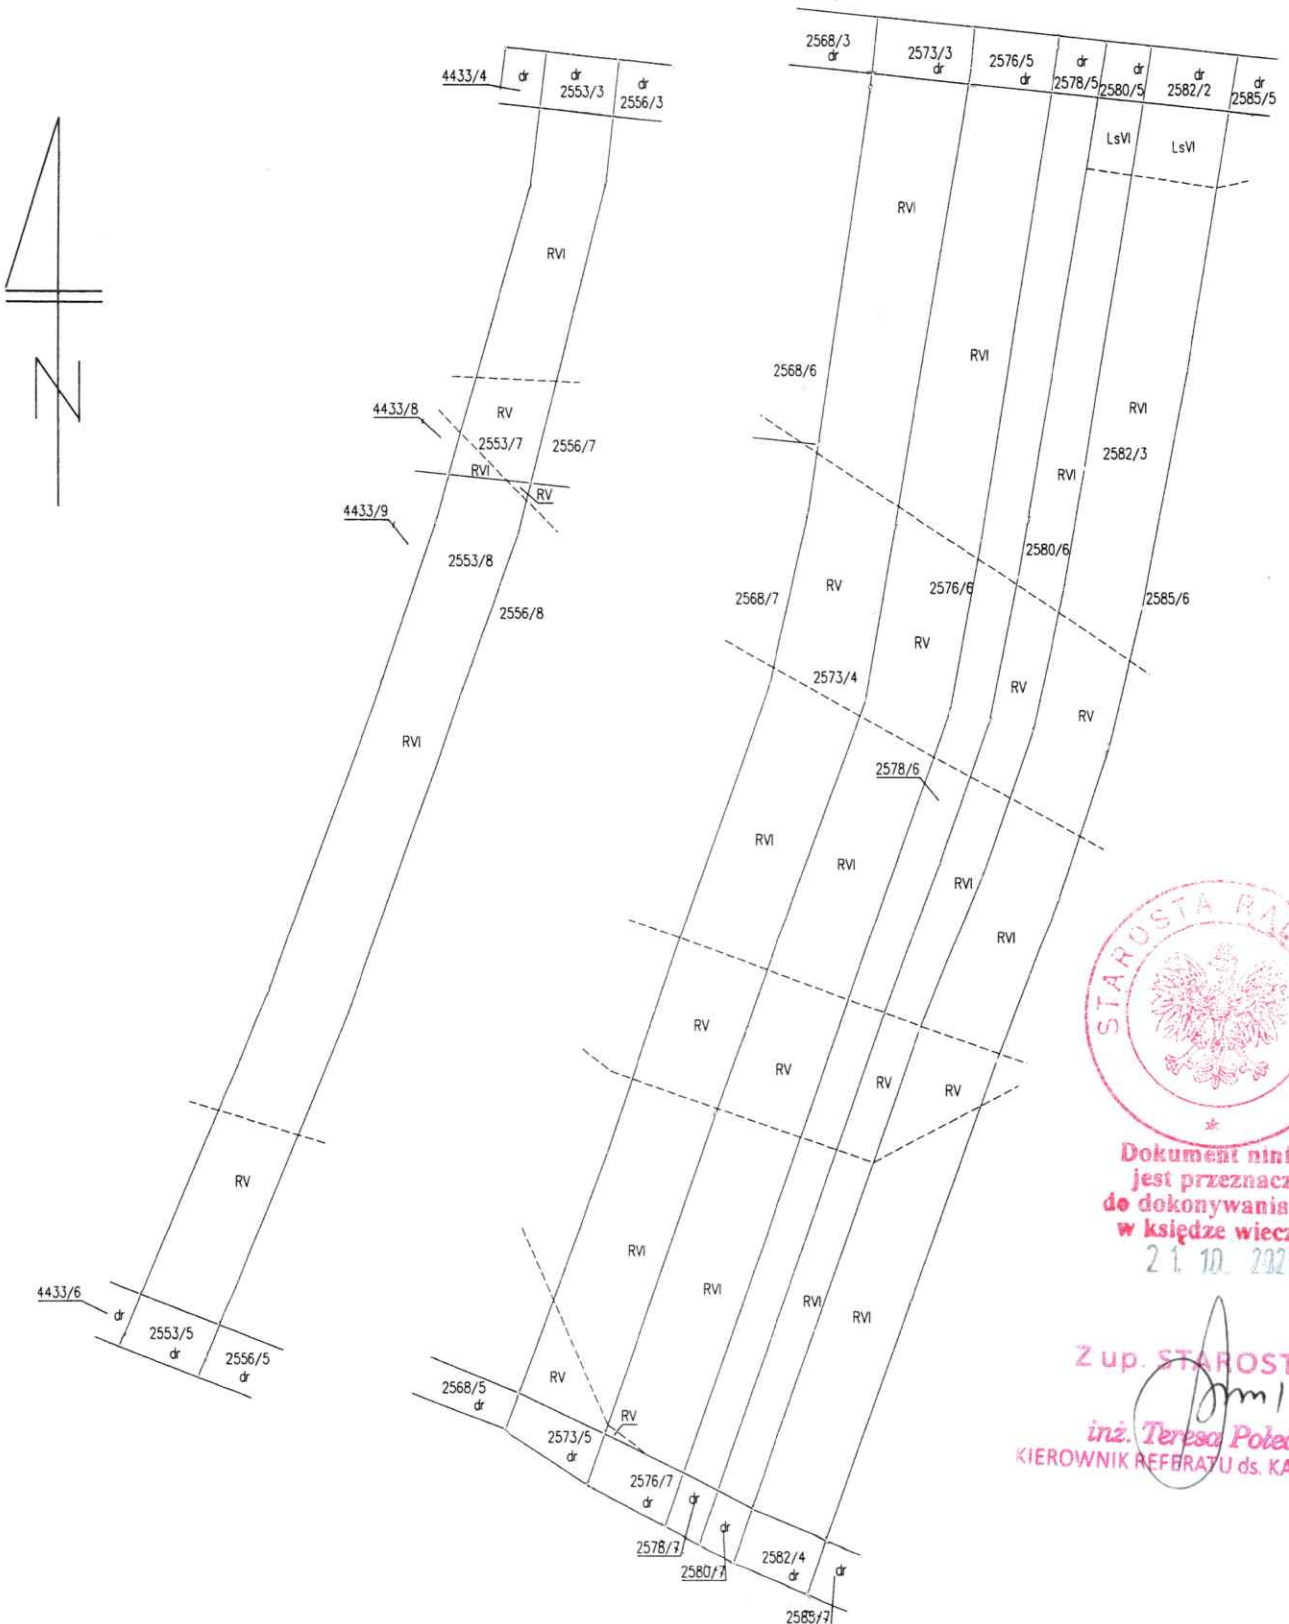 2568/3
dr
2573/3
dr
2576/5
dr
dr
2578/5
dr
2580/5
dr
2582/2
dr
2585/5
4433/4
dr
dr
2553/3
dr
2556/3
LsVI
LsVI
RVI
RVI
N
RVI
2568/6
RV
4433/8
2553/7
2556/7
RVI
RV
RVI
2582/3
RVI
4433/9
2553/8
2556/8
2580/6
2576/6
2568/7
RV
2585/6
RV
2573/4
RV
RV
RVI
2578/6
RVI
RVI
RVI
RVI
RV
RV
RV
RV
RV
RVI
RVI
RVI
RVI
4433/6
dr
2553/5
dr
2556/5
dr
2568/5
dr
RV
RV
2573/5
dr
2576/7
dr
dr
2578/7
dr
2580/7
2582/4
dr
dr
2585/7
STAROSTA
Dokument
jest
do dokonywania
w księdze
21. 10.
Z up.
inż. Teresa
KIEROWNIK REFERATU ds.